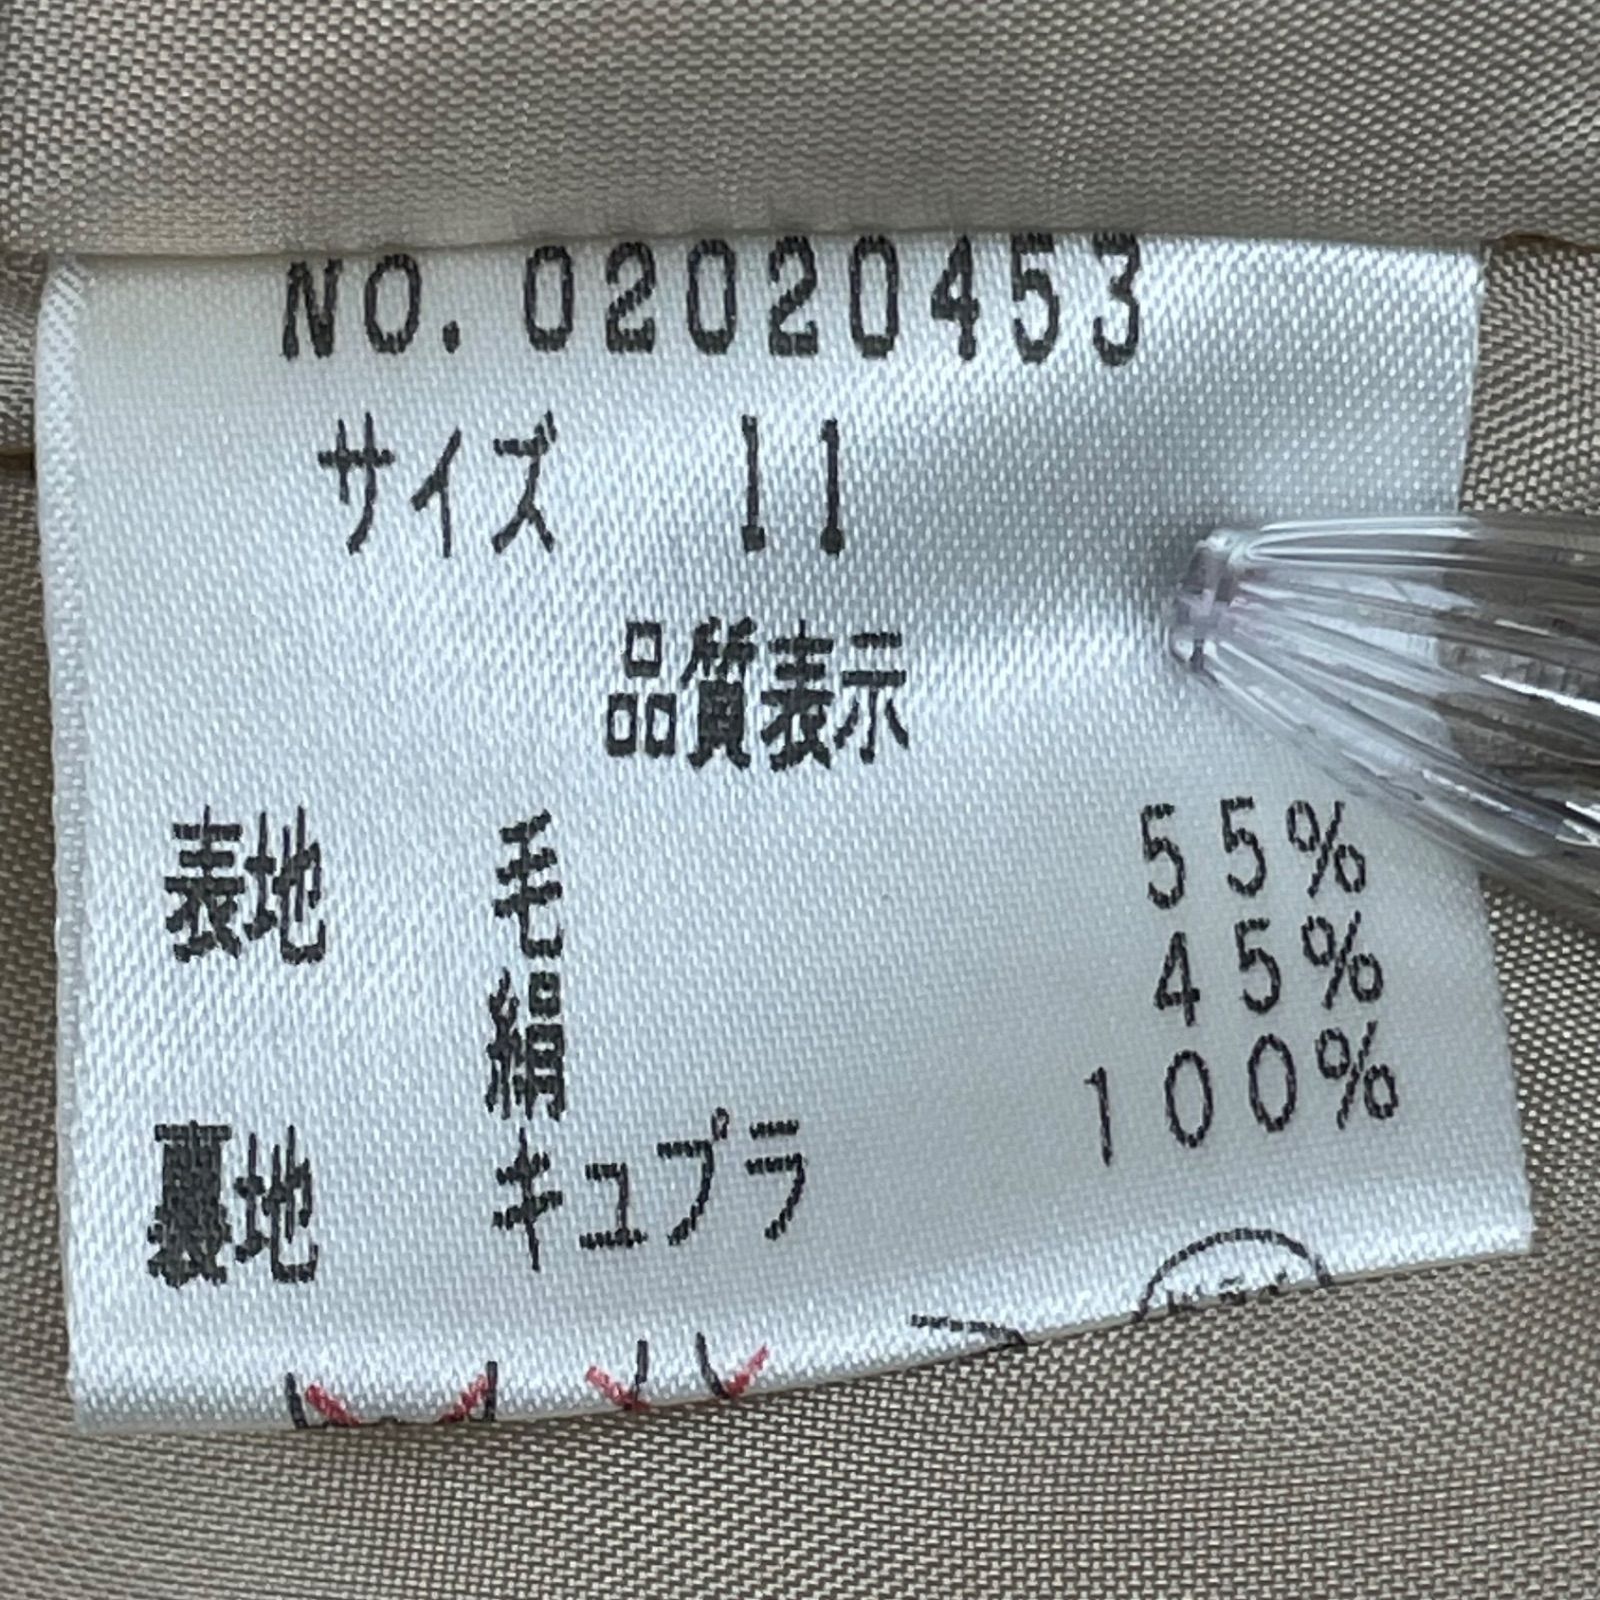 NO. 02020453
サイズ 11
品質表示
表地 毛 55%
絹 45%
裏地 キュプラ 100%